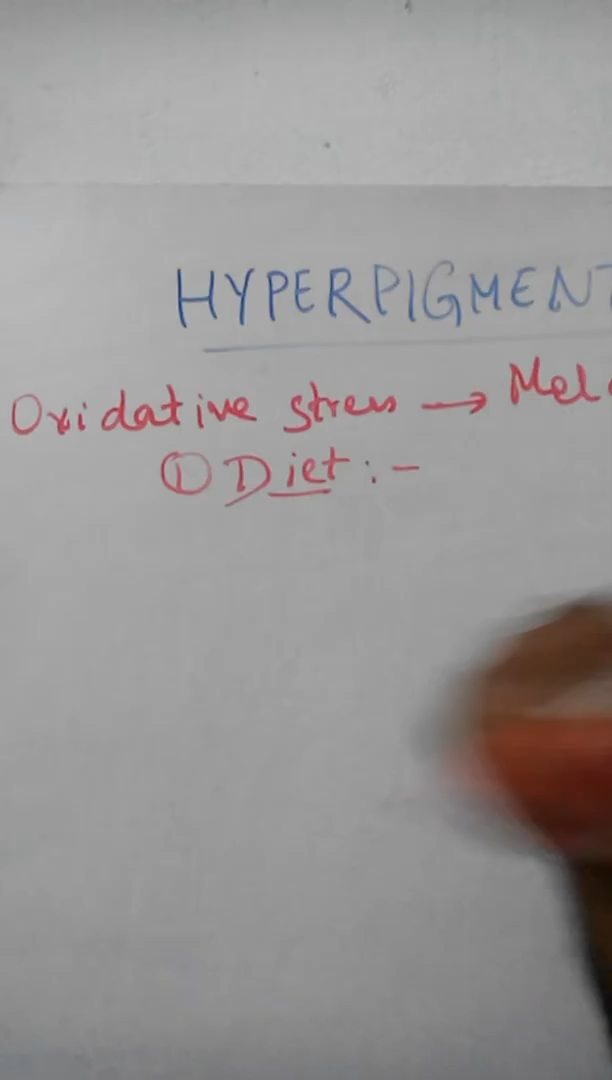 HYPERPIGMENT
Oxidative stress → Mel
① Diet :-